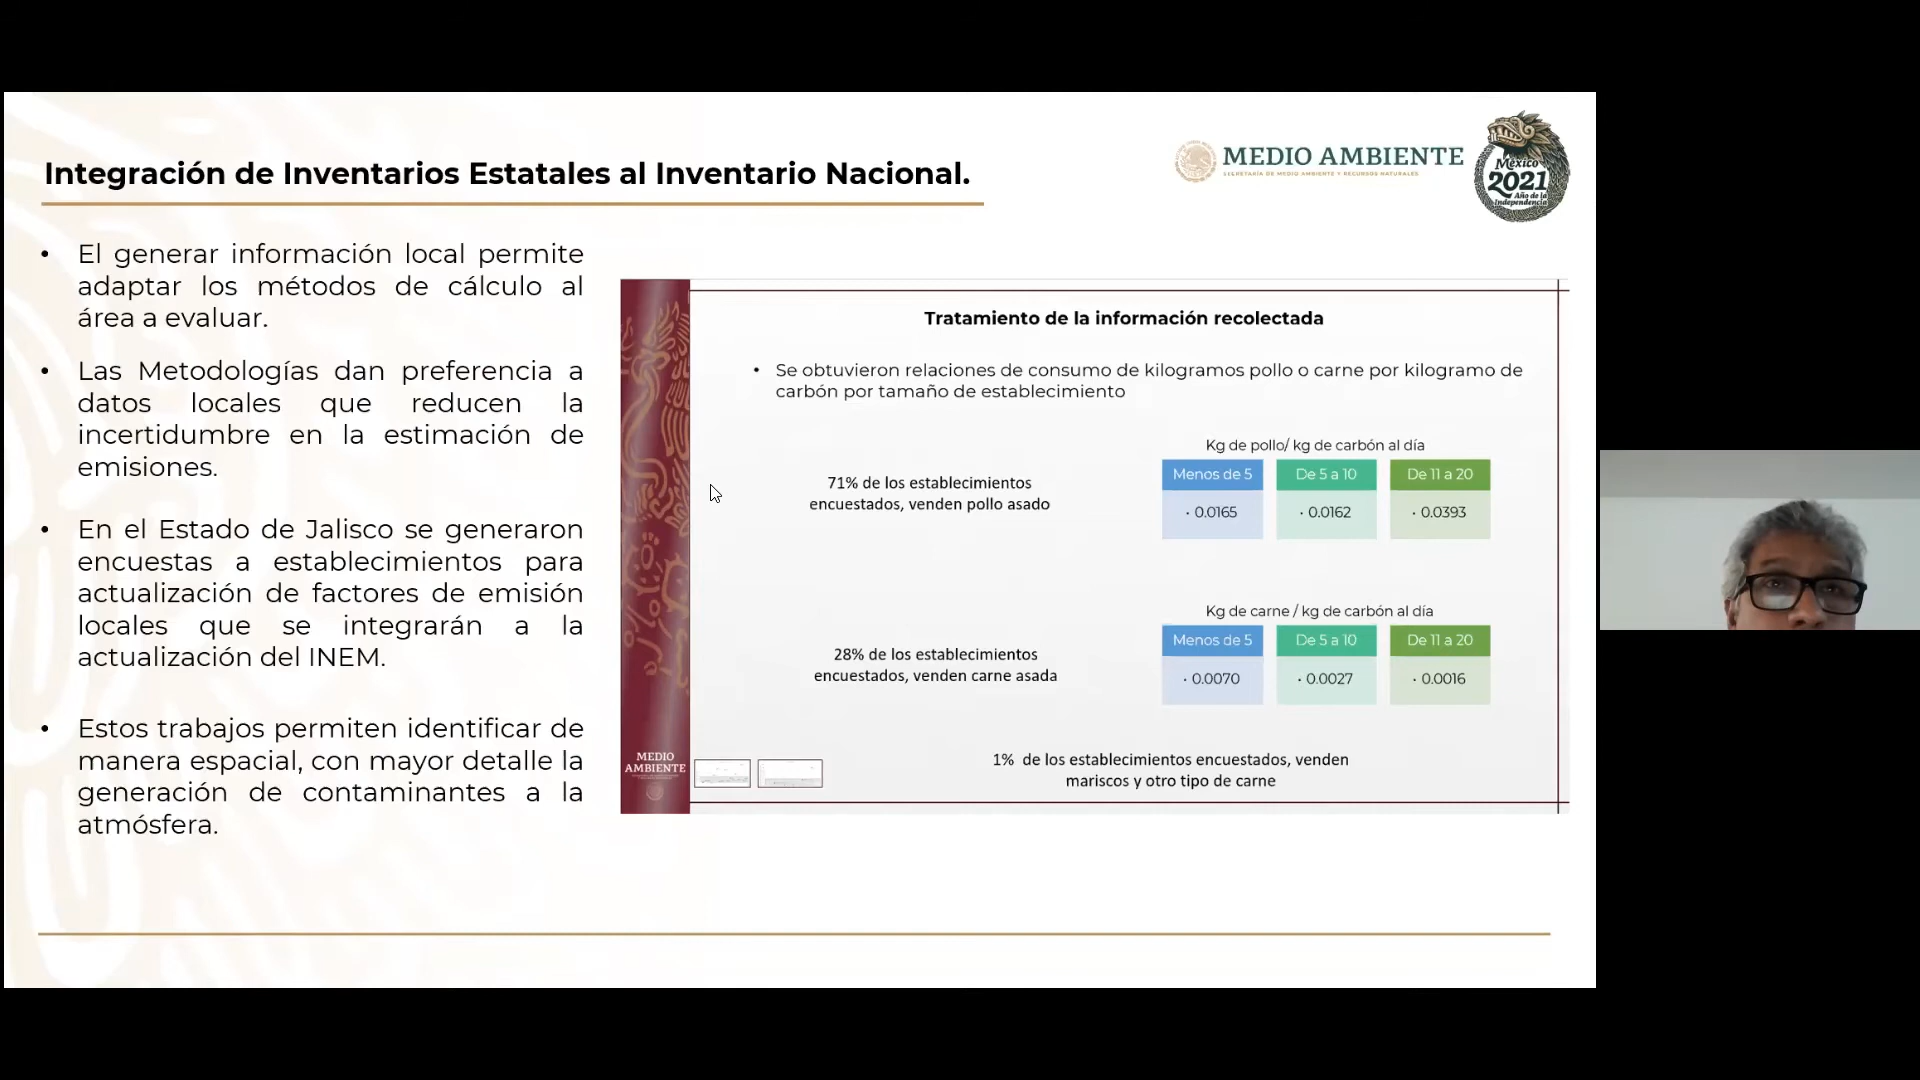 Integración de Inventarios Estatales al Inventario Nacional.
MEDIO AMBIENTE
SECRETARÍA DE MEDIO AMBIENTE Y RECURSOS NATURALES
México
2021
Año de la
Independencia
• El generar información local permite
adaptar los métodos de cálculo al
área a evaluar.
• Las Metodologías dan preferencia a
datos locales que reducen la
incertidumbre en la estimación de
emisiones.
• En el Estado de Jalisco se generaron
encuestas a establecimientos para
actualización de factores de emisión
locales que se integrarán a la
actualización del INEM.
• Estos trabajos permiten identificar de
manera espacial, con mayor detalle la
generación de contaminantes a la
atmósfera.
Tratamiento de la información recolectada
• Se obtuvieron relaciones de consumo de kilogramos pollo o carne por kilogramo de
carbón por tamaño de establecimiento
71% de los establecimientos
encuestados, venden pollo asado
Kg de pollo/ kg de carbón al día
Menos de 5 De 5 a 10 De 11 a 20
• 0.0165 • 0.0162 • 0.0393
28% de los establecimientos
encuestados, venden carne asada
Kg de carne / kg de carbón al día
Menos de 5 De 5 a 10 De 11 a 20
• 0.0070 • 0.0027 • 0.0016
1% de los establecimientos encuestados, venden
mariscos y otro tipo de carne
MEDIO
AMBIENTE